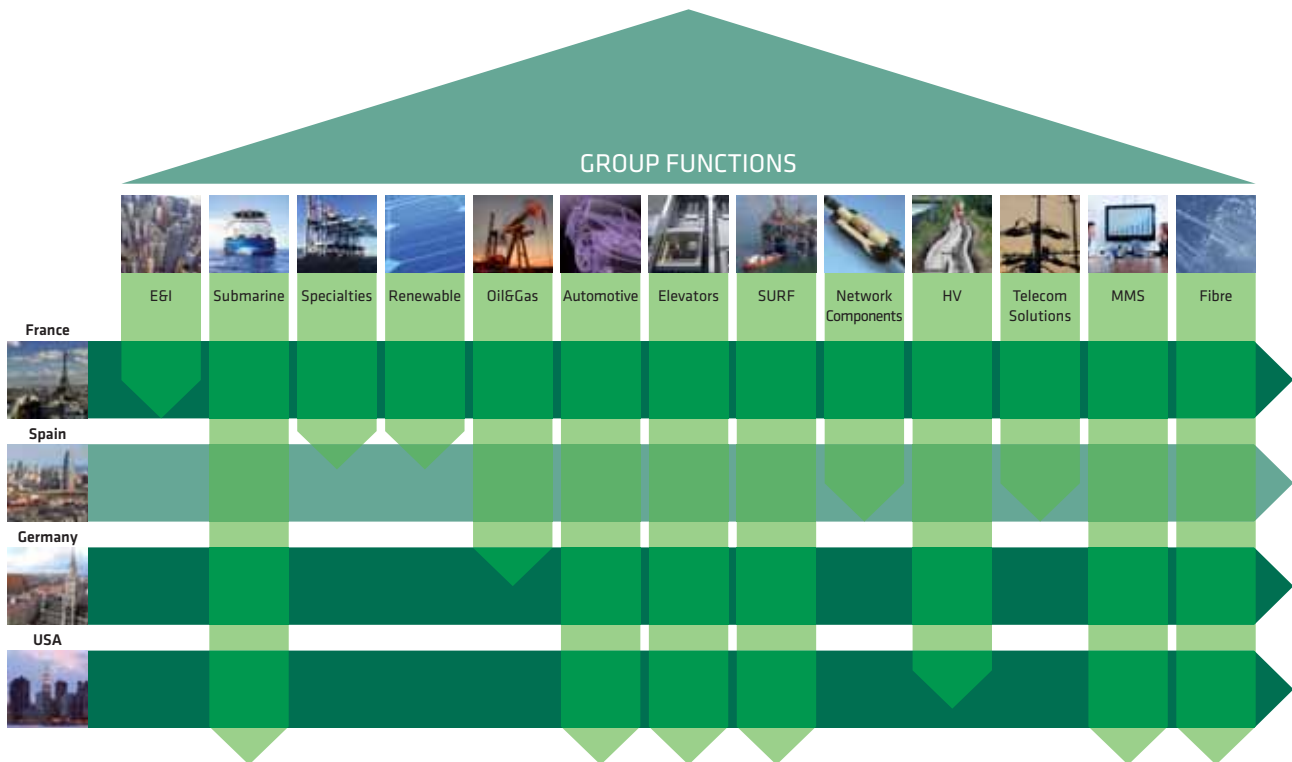 GROUP FUNCTIONS
E&I
Submarine
Specialties
Renewable
Oil&Gas
Automotive
Elevators
SURF
Network
Components
HV
Telecom
Solutions
MMS
Fibre
France
Spain
Germany
USA